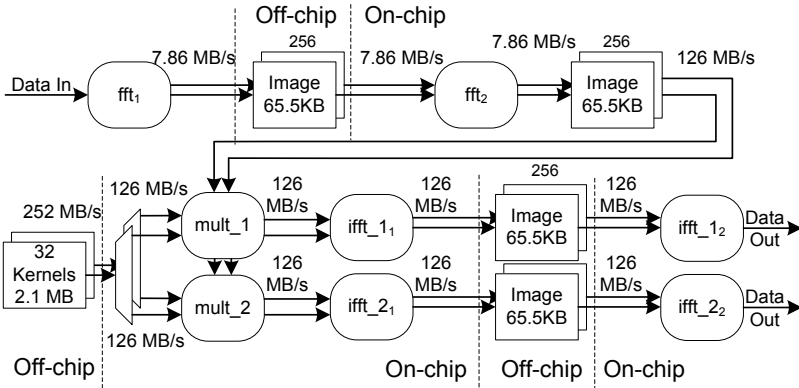 Off-chip
On-chip
7.86 MB/s
256
7.86 MB/s
7.86 MB/s
256
126 MB/s
Data In
fft1
Image
65.5KB
fft2
Image
65.5KB
126 MB/s
126
MB/s
126
MB/s
256
126
MB/s
252 MB/s
mult_1
ifft_11
Image
65.5KB
ifft_12
Data
Out
32
Kernels
2.1 MB
126
MB/s
126
MB/s
126
MB/s
mult_2
ifft_21
Image
65.5KB
ifft_22
Data
Out
126 MB/s
Off-chip
On-chip
Off-chip
On-chip